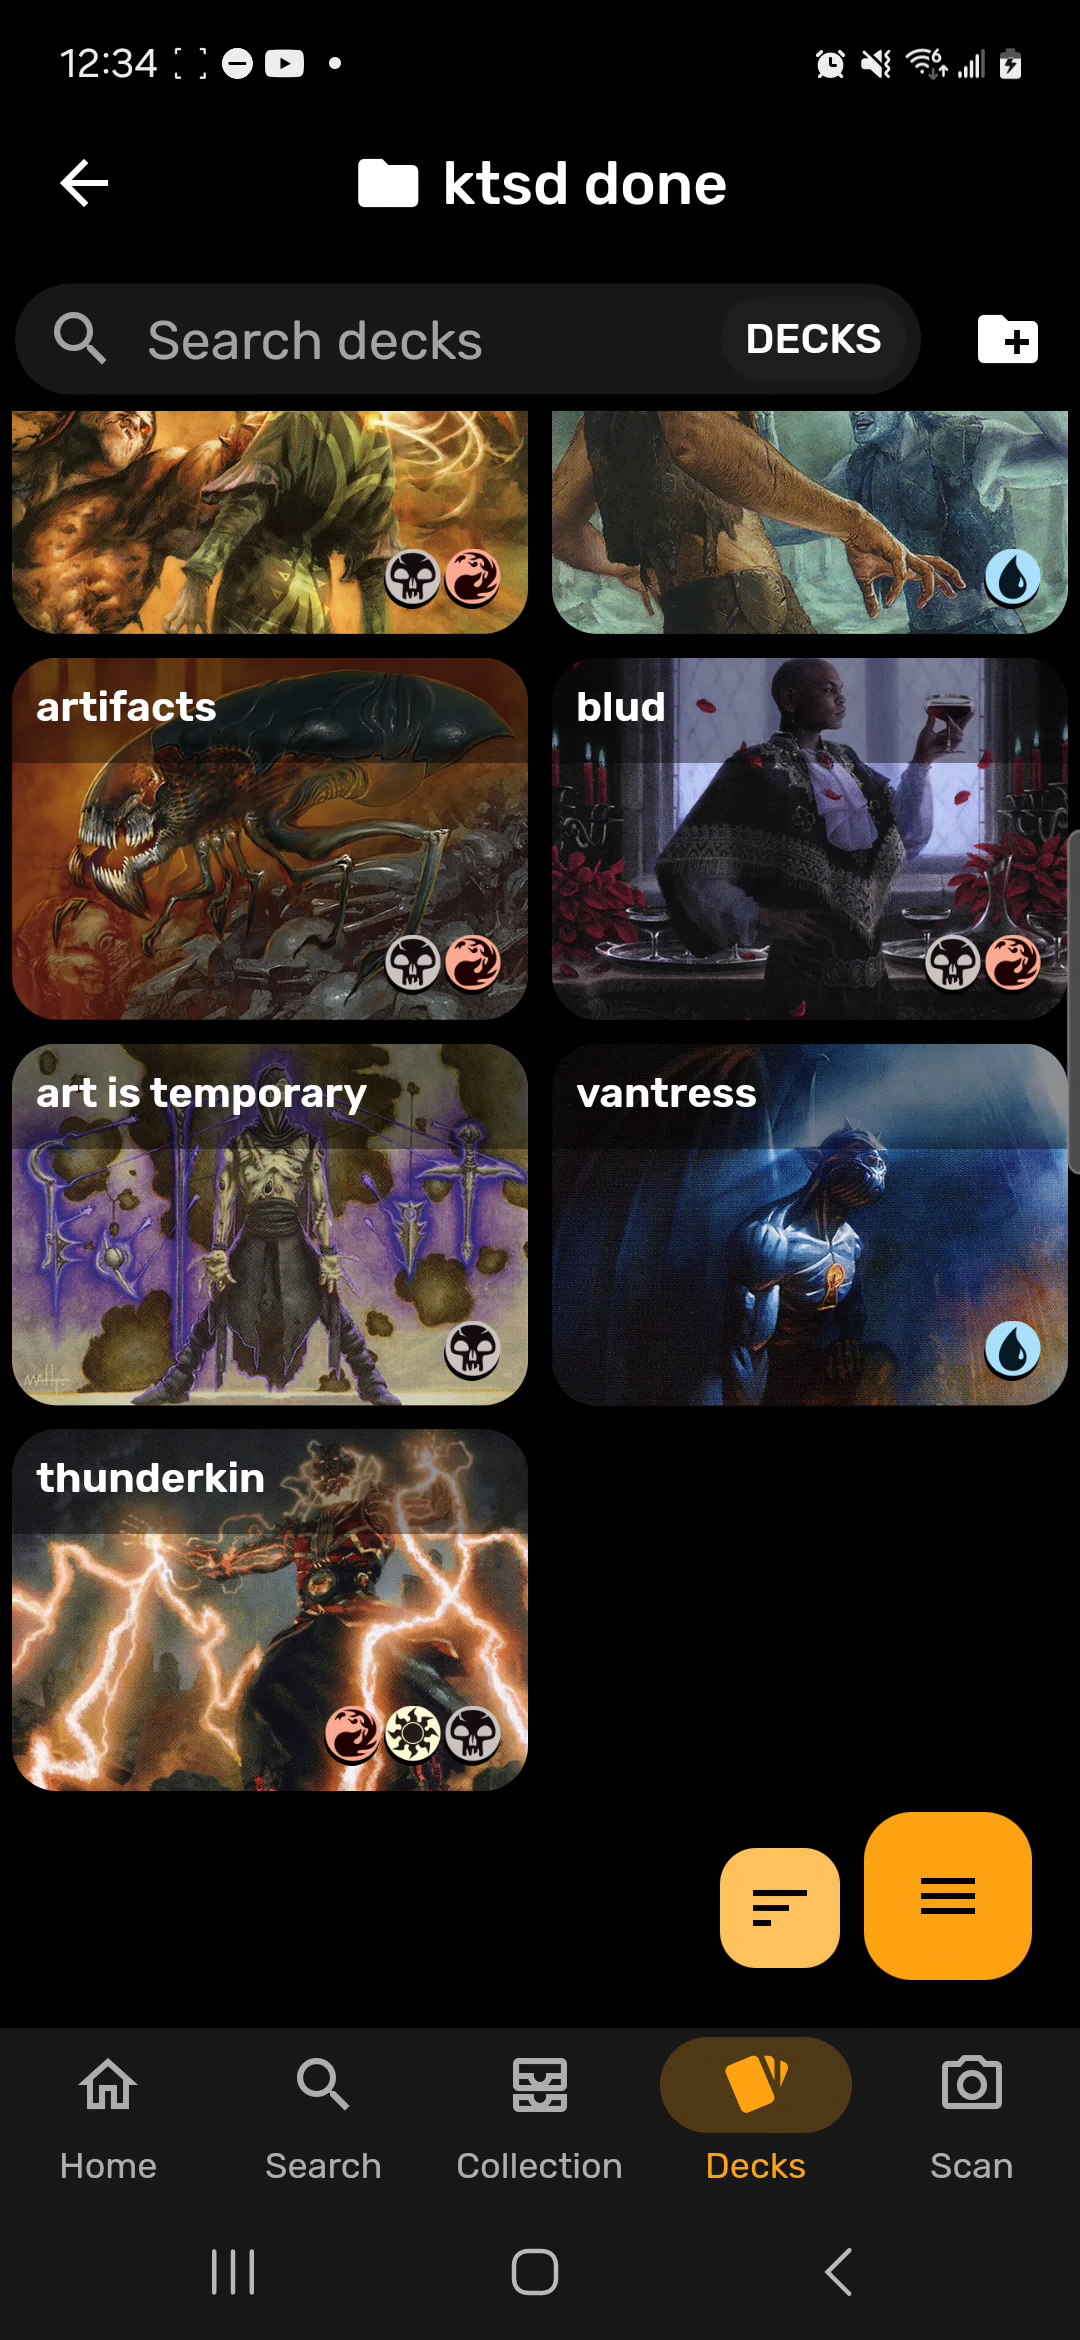 12:34
ktsd done
Search decks
DECKS
artifacts
blud
art is temporary
vantress
thunderkin
Home
Search
Collection
Decks
Scan